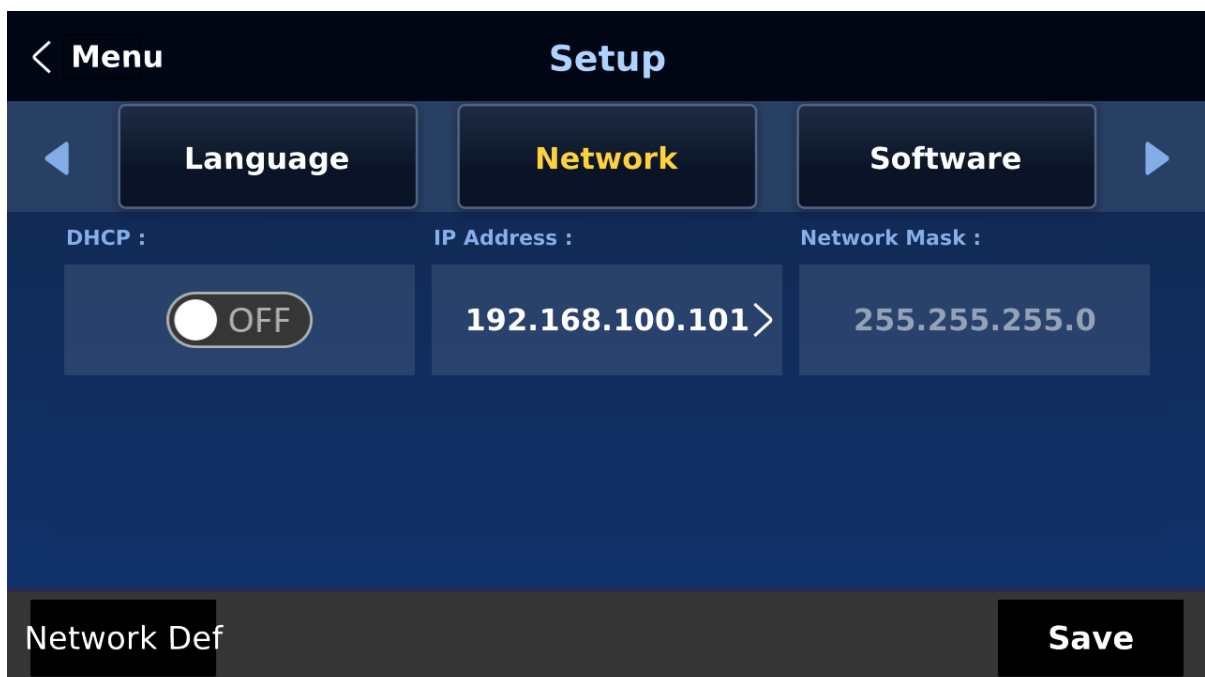 Menu
Setup
Language
Network
Software
DHCP :
IP Address :
Network Mask :
OFF
192.168.100.101
255.255.255.0
Network Def
Save